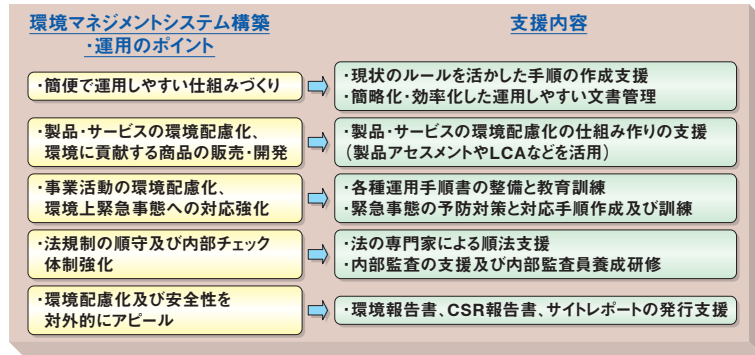 環境マネジメントシステム構築
・運用のポイント
支援内容
・簡便で運用しやすい仕組みづくり
・現状のルールを活かした手順の作成支援
・簡略化・効率化した運用しやすい文書管理
・製品・サービスの環境配慮化、
環境に貢献する商品の販売・開発
・製品・サービスの環境配慮化の仕組み作りの支援
（製品アセスメントやLCAなどを活用）
・事業活動の環境配慮化、
環境上緊急事態への対応強化
・各種運用手順書の整備と教育訓練
・緊急事態の予防対策と対応手順作成及び訓練
・法規制の順守及び内部チェック
体制強化
・法の専門家による順法支援
・内部監査の支援及び内部監査員養成研修
・環境配慮化及び安全性を
対外的にアピール
・環境報告書、CSR報告書、サイトレポートの発行支援